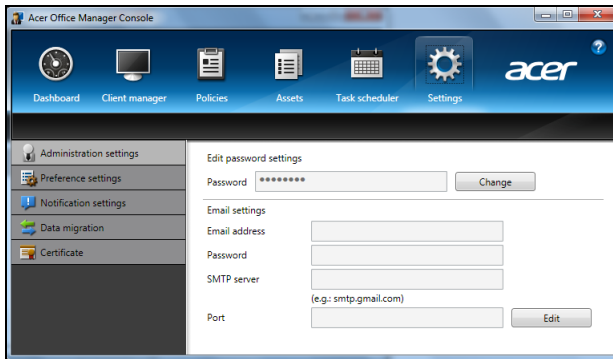 Acer Office Manager Console
?
acer
Dashboard
Client manager
Policies
Assets
Task scheduler
Settings
Administration settings
Preference settings
Notification settings
Data migration
Certificate
Edit password settings
Password ******** Change
Email settings
Email address
Password
SMTP server
(e.g.: smtp.gmail.com)
Port Edit